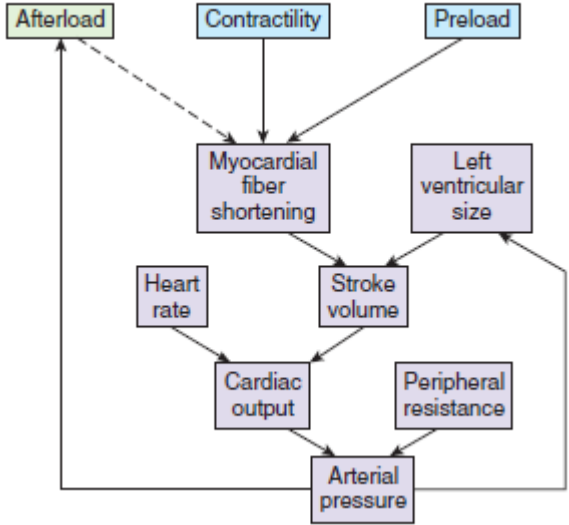 Afterload
Contractility
Preload
Myocardial
fiber
shortening
Left
ventricular
size
Heart
rate
Stroke
volume
Cardiac
output
Peripheral
resistance
Arterial
pressure